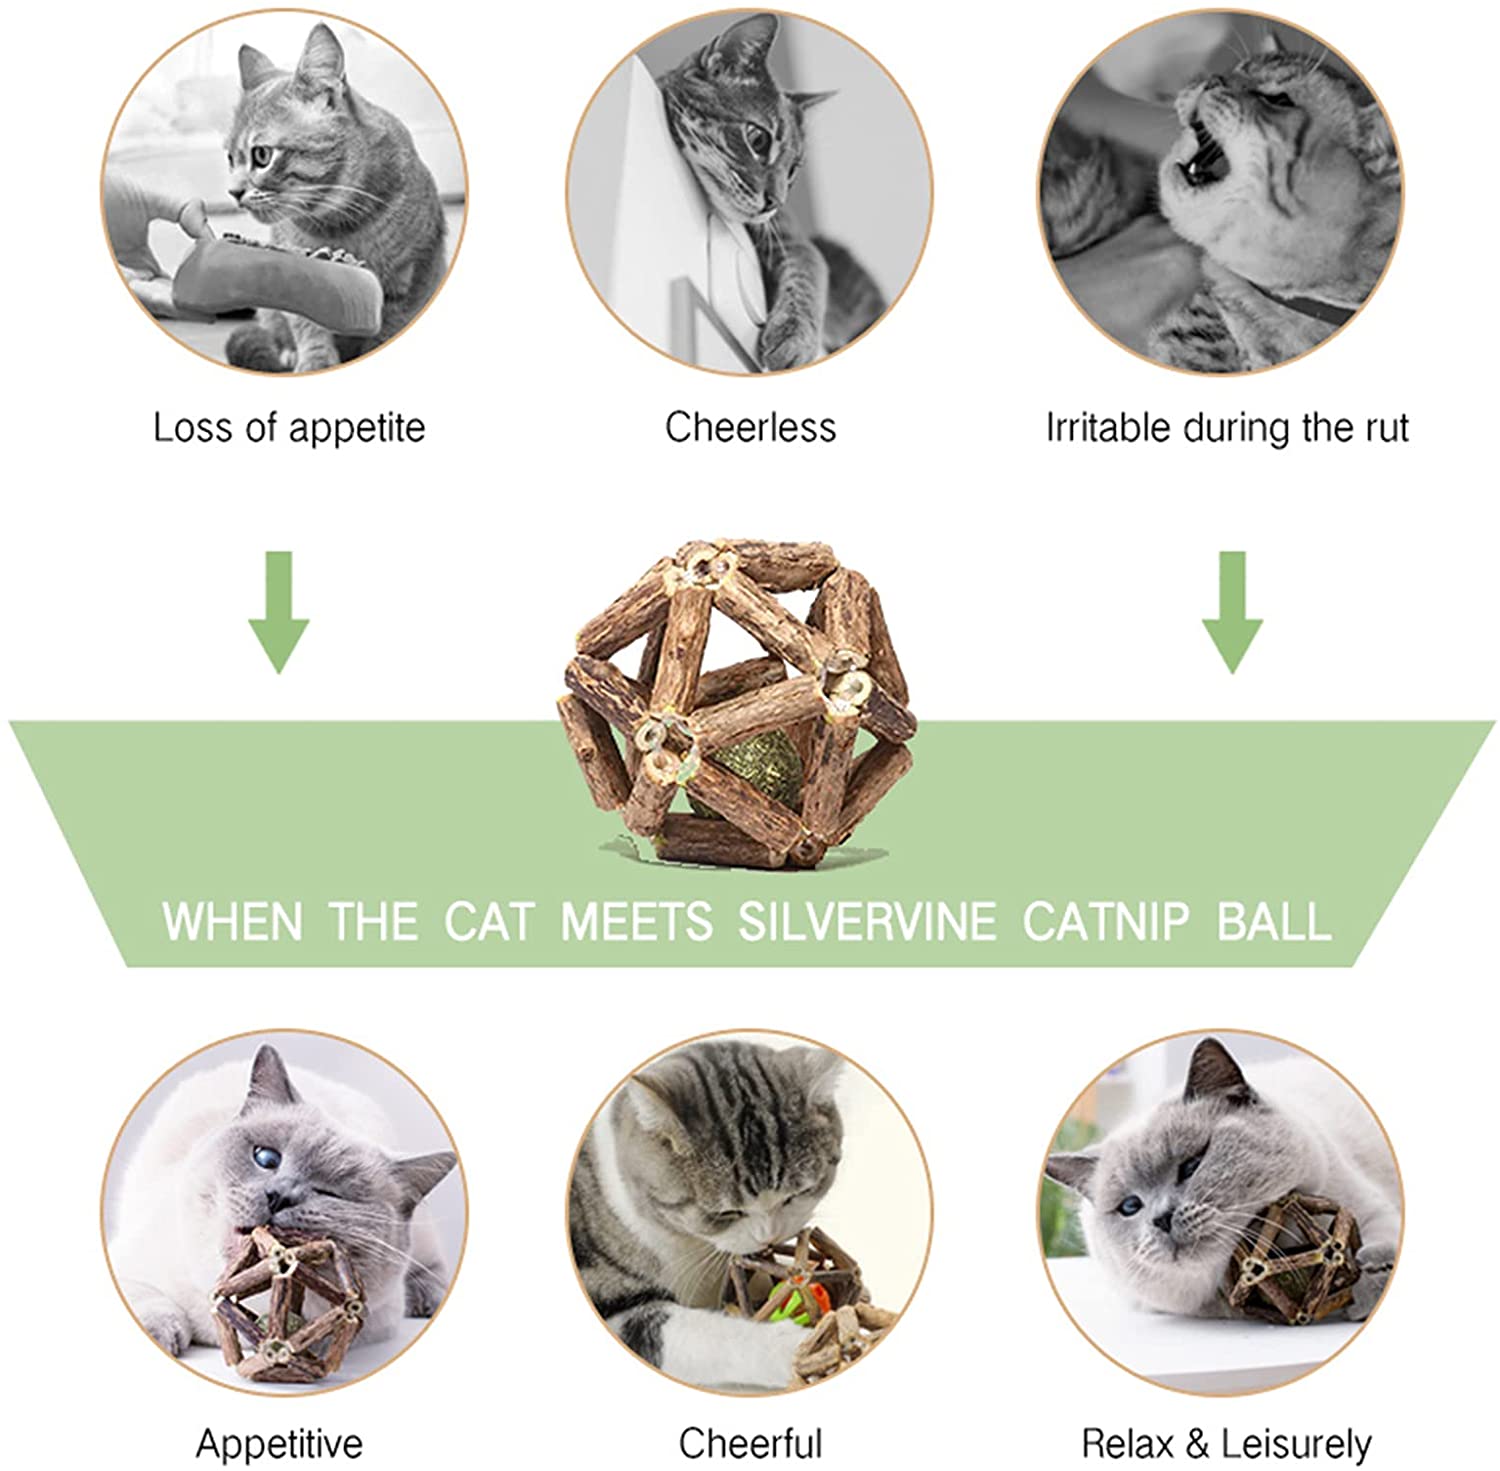 Loss of appetite
Cheerless
Irritable during the rut
WHEN THE CAT MEETS SILVERVINE CATNIP BALL
Appetitive
Cheerful
Relax & Leisurely